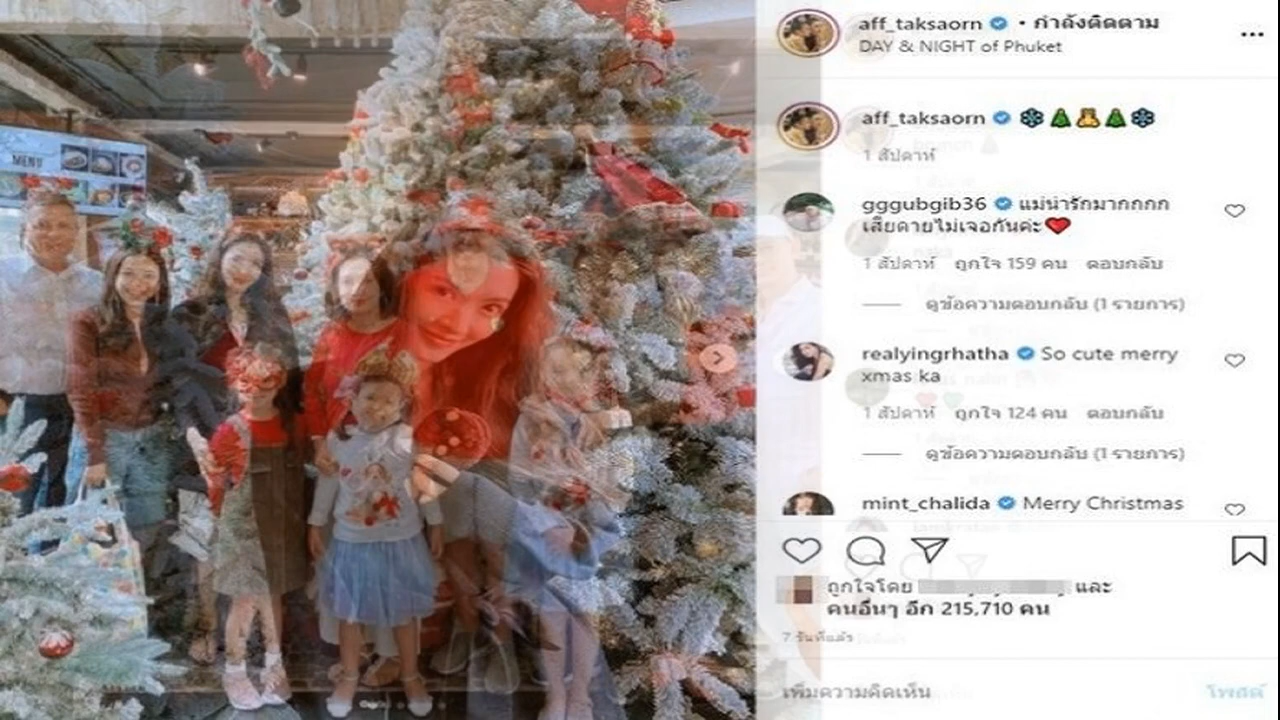 MENU
aff_taksaorn • กำลังติดตาม
DAY & NIGHT of Phuket
aff_taksaorn
1 สัปดาห์
gggubgib36 แม่น่ารักมากกกก
เสียดายไม่เจอกันค่ะ
1 สัปดาห์ ถูกใจ 159 คน ตอบกลับ
ดูข้อความตอบกลับ (1 รายการ)
realyingrhatha So cute merry
xmas ka
1 สัปดาห์ ถูกใจ 124 คน ตอบกลับ
ดูข้อความตอบกลับ (1 รายการ)
mint_chalida Merry Christmas
ถูกใจโดย และ
คนอื่นๆ อีก 215,710 คน
7 วันที่แล้ว
เพิ่มความคิดเห็น
โพสต์